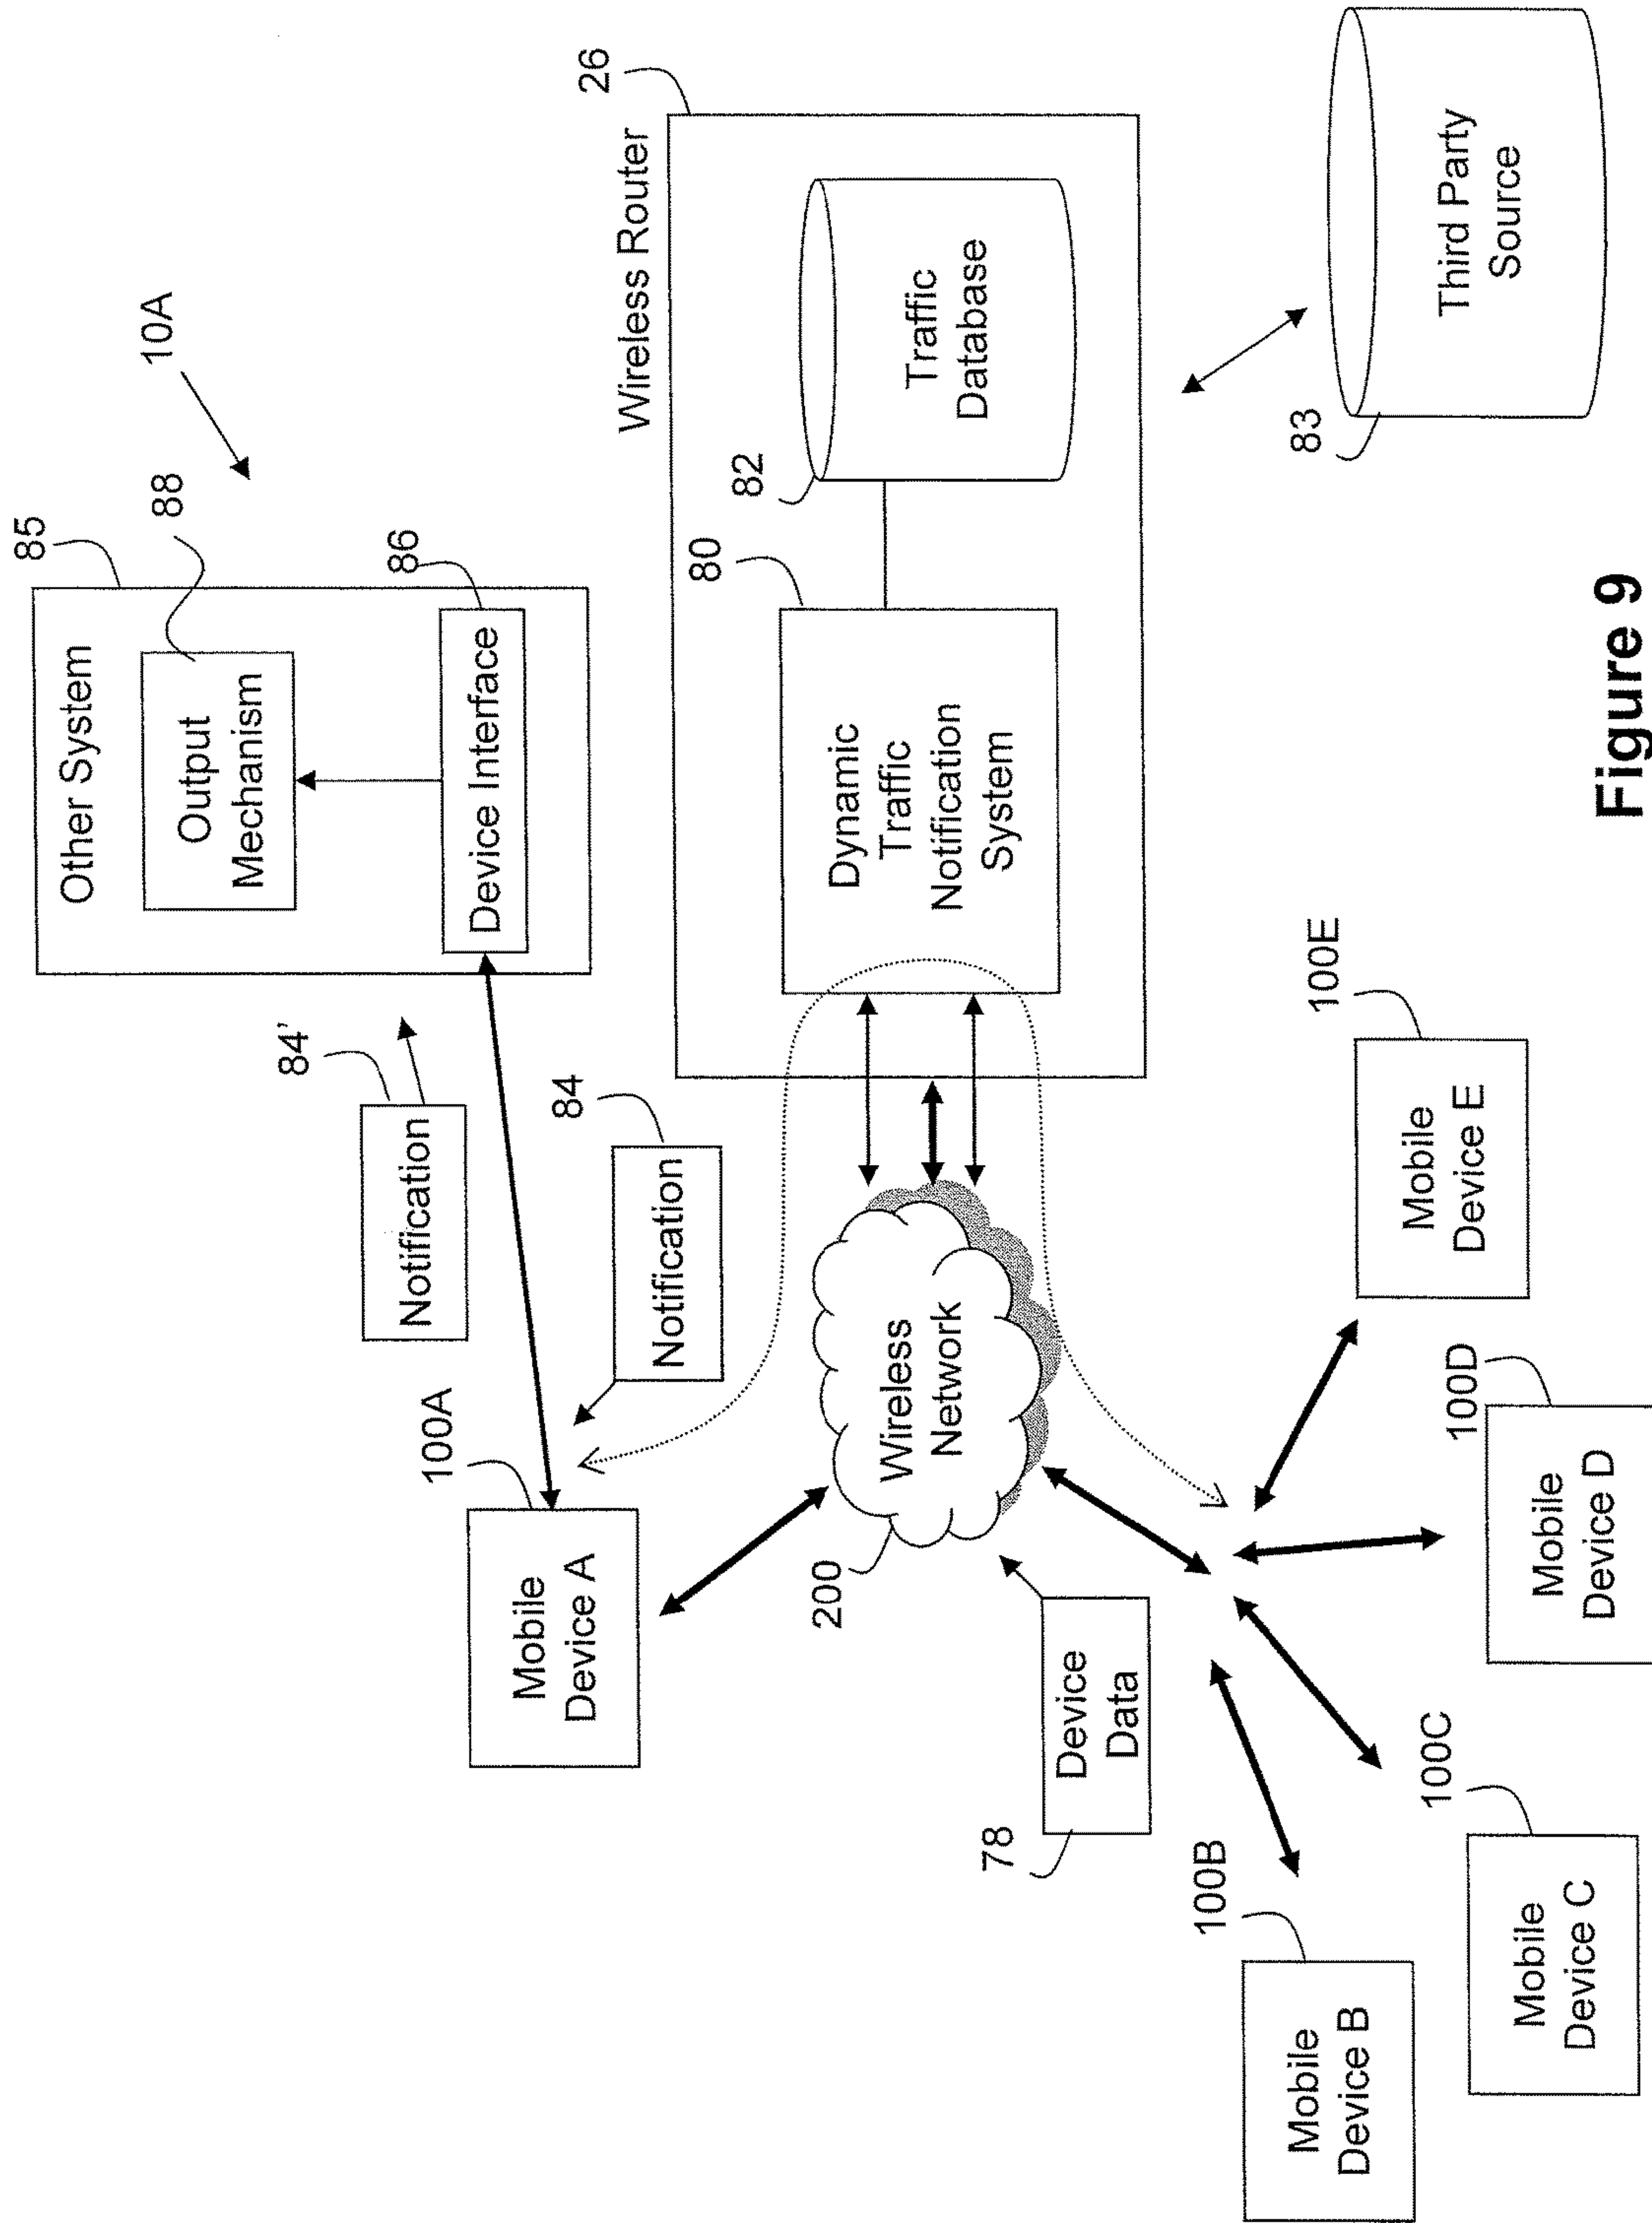 10A
85
Other System
88
Output
Mechanism
86
Device Interface
84'
Notification
84
Notification
100A
Mobile
Device A
26
Wireless Router
80
Dynamic
Traffic
Notification
System
82
Traffic
Database
83
Third Party
Source
200
Wireless
Network
78
Device
Data
100B
Mobile
Device B
100C
Mobile
Device C
100D
Mobile
Device D
100E
Mobile
Device E
Figure 9